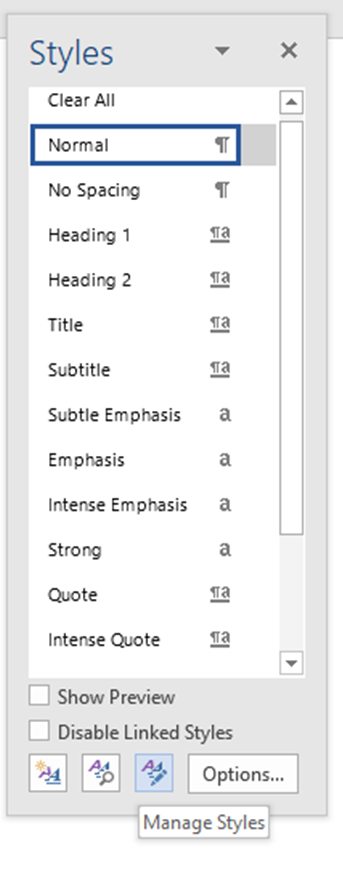 Styles
Clear All
Normal ¶
No Spacing ¶
Heading 1 ¶a
Heading 2 ¶a
Title ¶a
Subtitle ¶a
Subtle Emphasis a
Emphasis a
Intense Emphasis a
Strong a
Quote ¶a
Intense Quote ¶a
Show Preview
Disable Linked Styles
Options...
Manage Styles